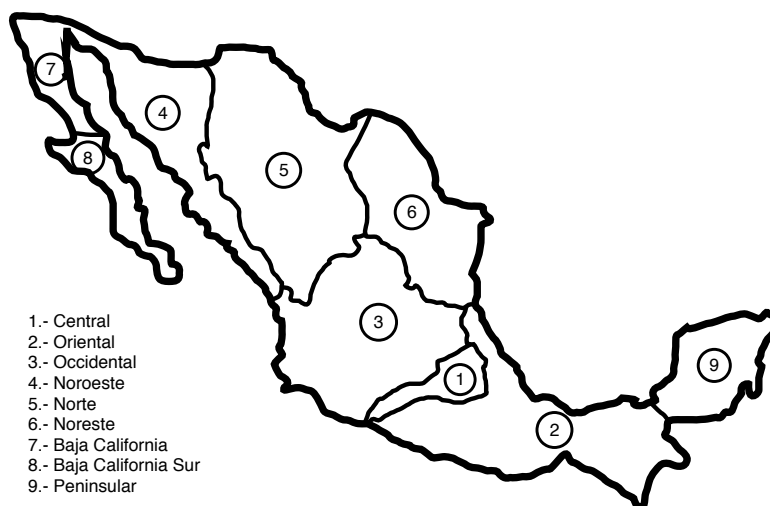 7
4
8
5
6
3
1
9
2
1.- Central
2.- Oriental
3.- Occidental
4.- Noroeste
5.- Norte
6.- Noreste
7.- Baja California
8.- Baja California Sur
9.- Peninsular